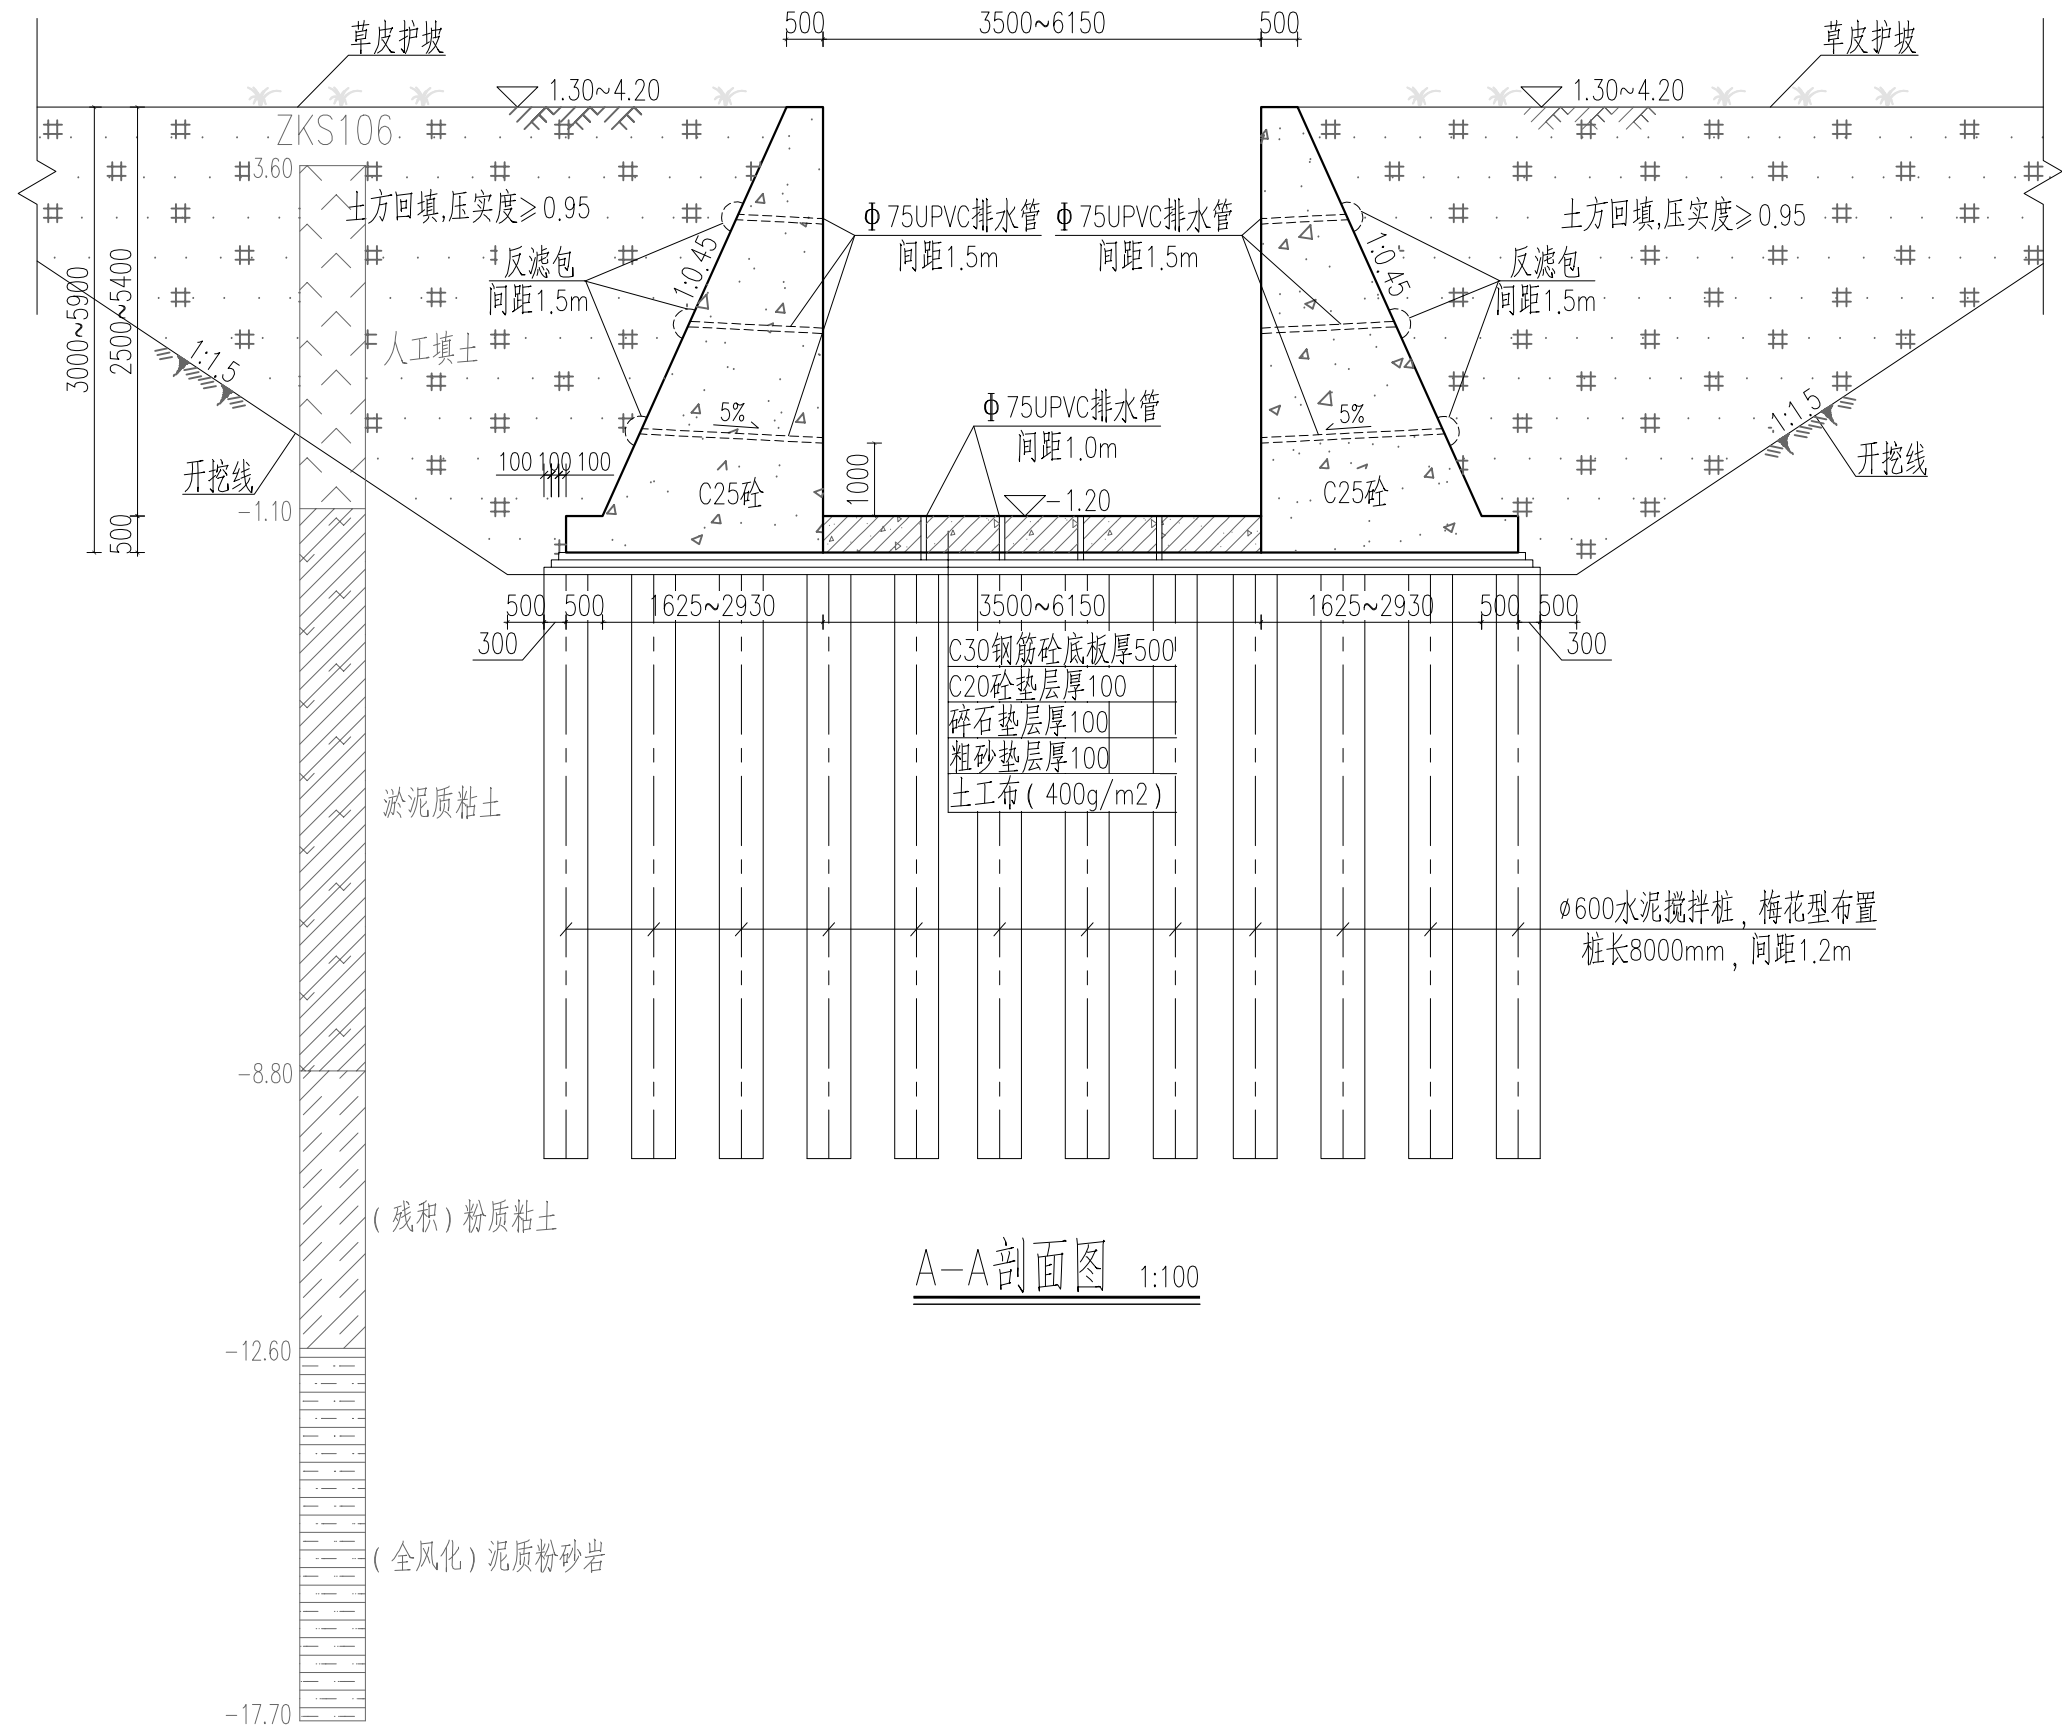 500
3500~6150
500
草皮护坡
草皮护坡
1.30~4.20
1.30~4.20
ZKS106
3.60
土方回填,压实度≥0.95
Φ75UPVC排水管
间距1.5m
Φ75UPVC排水管
间距1.5m
土方回填,压实度≥0.95
反滤包
间距1.5m
1:0.45
1:0.45
反滤包
间距1.5m
3000~5900
2500~5400
500
人工填土
1:1.5
1:1.5
5%
5%
Φ75UPVC排水管
间距1.0m
开挖线
开挖线
100 100 100
C25砼
C25砼
1000
-1.20
-1.10
500
500
1625~2930
3500~6150
1625~2930
500
500
300
300
C30钢筋砼底板厚500
C20砼垫层厚100
碎石垫层厚100
粗砂垫层厚100
土工布(400g/m2)
淤泥质粘土
φ600水泥搅拌桩,梅花型布置
桩长8000mm,间距1.2m
-8.80
(残积)粉质粘土
A-A剖面图 1:100
-12.60
(全风化)泥质粉砂岩
-17.70